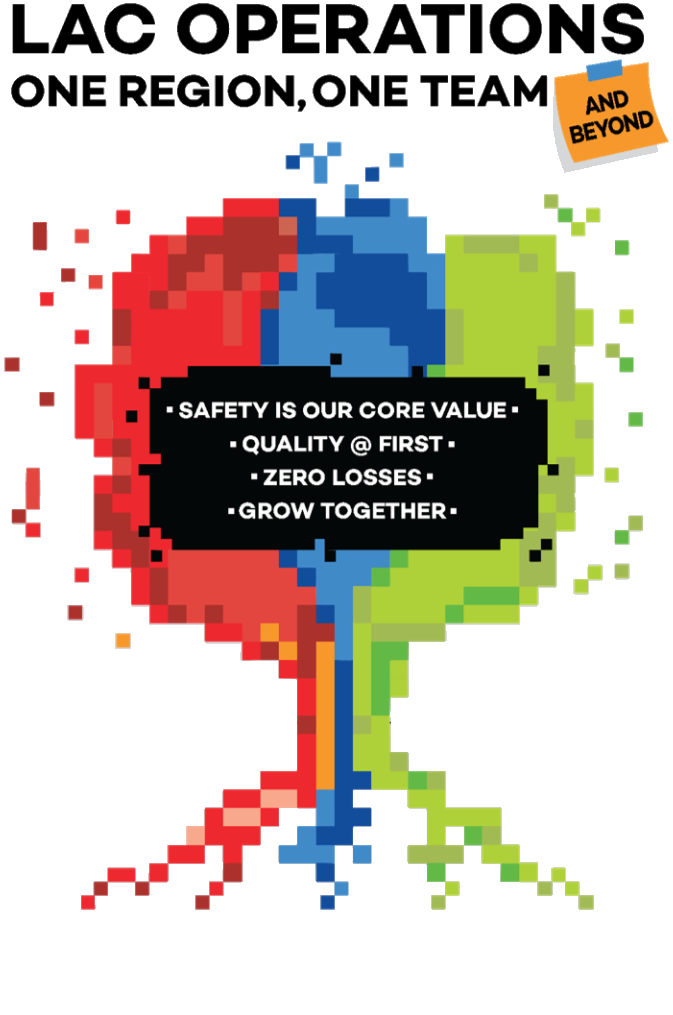 LAC OPERATIONS
ONE REGION, ONE TEAM
AND
BEYOND
▪ SAFETY IS OUR CORE VALUE ▪
▪ QUALITY @ FIRST ▪
▪ ZERO LOSSES ▪
▪ GROW TOGETHER ▪